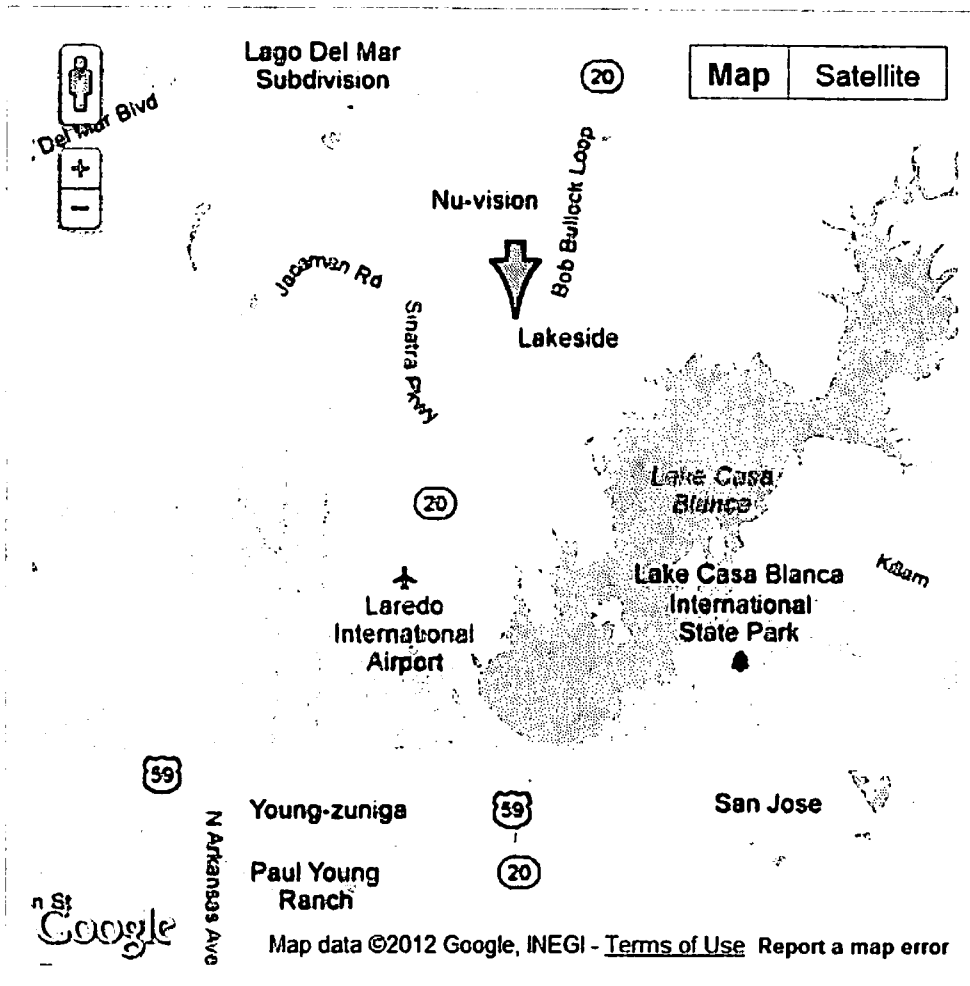 Lago Del Mar
Subdivision
20
Map
Satellite
Del Mar Blvd
+
−
Nu-vision
Bob Bullock Loop
Jacaman Rd
Sinatra Pkwy
Lakeside
Lake Casa
Blanca
20
Lake Casa Blanca
International
State Park
Laredo
International
Airport
59
Young-zuniga
59
San Jose
N Arkansas Ave
Paul Young
Ranch
20
n St
Google
Map data ©2012 Google, INEGI - Terms of Use
Report a map error